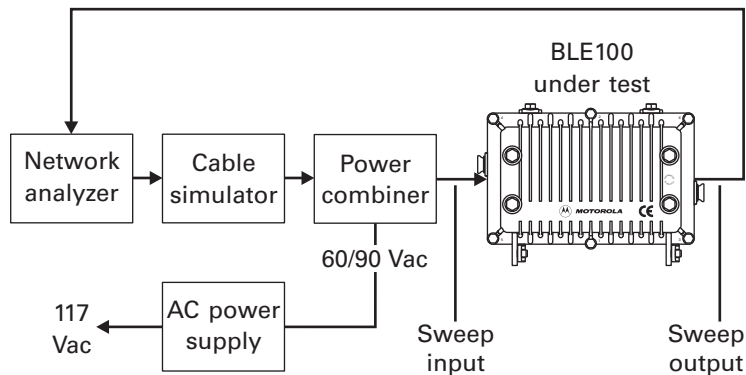 BLE100
under test
Network
analyzer
Cable
simulator
Power
combiner
MOTOROLA CE
60/90 Vac
117
Vac
AC power
supply
Sweep
input
Sweep
output